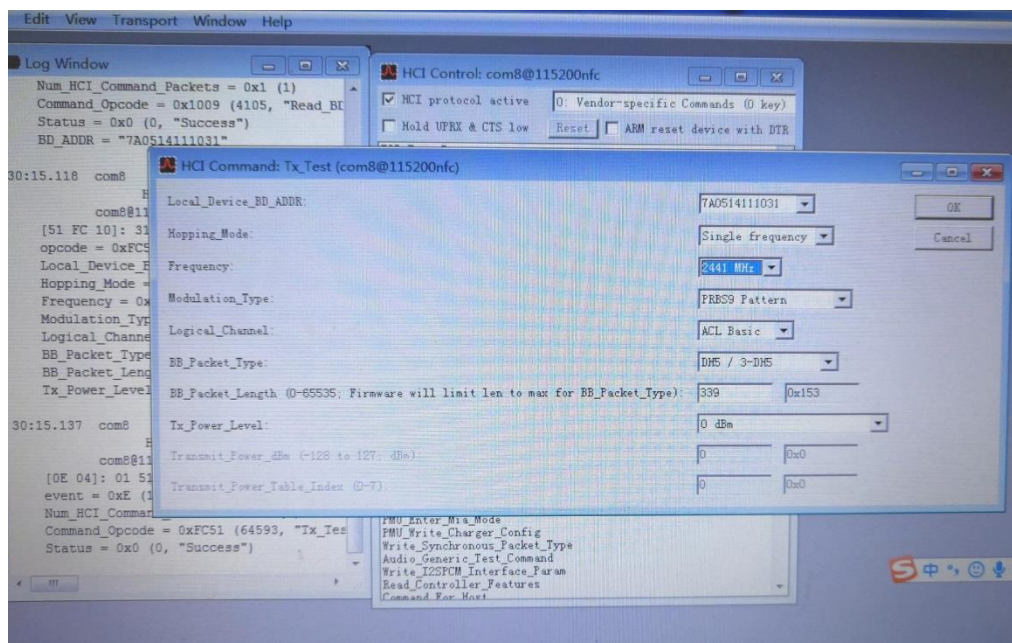 Edit View Transport Window Help
Log Window
Num_HCI_Command_Packets = 0x1 (1)
Command_Opcode = 0x1009 (4105, "Read_BD
Status = 0x0 (0, "Success")
BD_ADDR = "7A0514111031"
30:15.118 com8
com8@11
[51 FC 10]: 31
opcode = 0xFC5
Local_Device_B
Hopping_Mode =
Frequency = 0x
Modulation_Typ
Logical_Channe
BB_Packet_Type
BB_Packet_Leng
Tx_Power_Level
30:15.137 com8
com8@11
[0E 04]: 01 51
event = 0xE (1
Num_HCI_Comman
Command_Opcode = 0xFC51 (64593, "Tx_Tes
Status = 0x0 (0, "Success")
HCI Control: com8@115200nfc
HCI protocol active 0: Vendor-specific Commands (0 key)
Hold UPRX & CTS low Reset ARM reset device with DTR
HCI Command: Tx_Test (com8@115200nfc)
Local_Device_BD_ADDR: 7A0514111031 OK
Hopping_Mode: Single frequency Cancel
Frequency: 2441 MHz
Modulation_Type: PRBS9 Pattern
Logical_Channel: ACL Basic
BB_Packet_Type: DH5 / 3-DH5
BB_Packet_Length (0-65535; Firmware will limit len to max for BB_Packet_Type): 339 0x153
Tx_Power_Level: 0 dBm
Transmit_Power_dBm (-128 to 127; dBm): 0 0x0
Transmit_Power_Table_Index (0-7): 0 0x0
PMU_Enter_Mia_Mode
PMU_Write_Charger_Config
Write_Synchronous_Packet_Type
Audio_Generic_Test_Command
Write_I2SPCM_Interface_Param
Read_Controller_Features
Command_For_Host
S 中